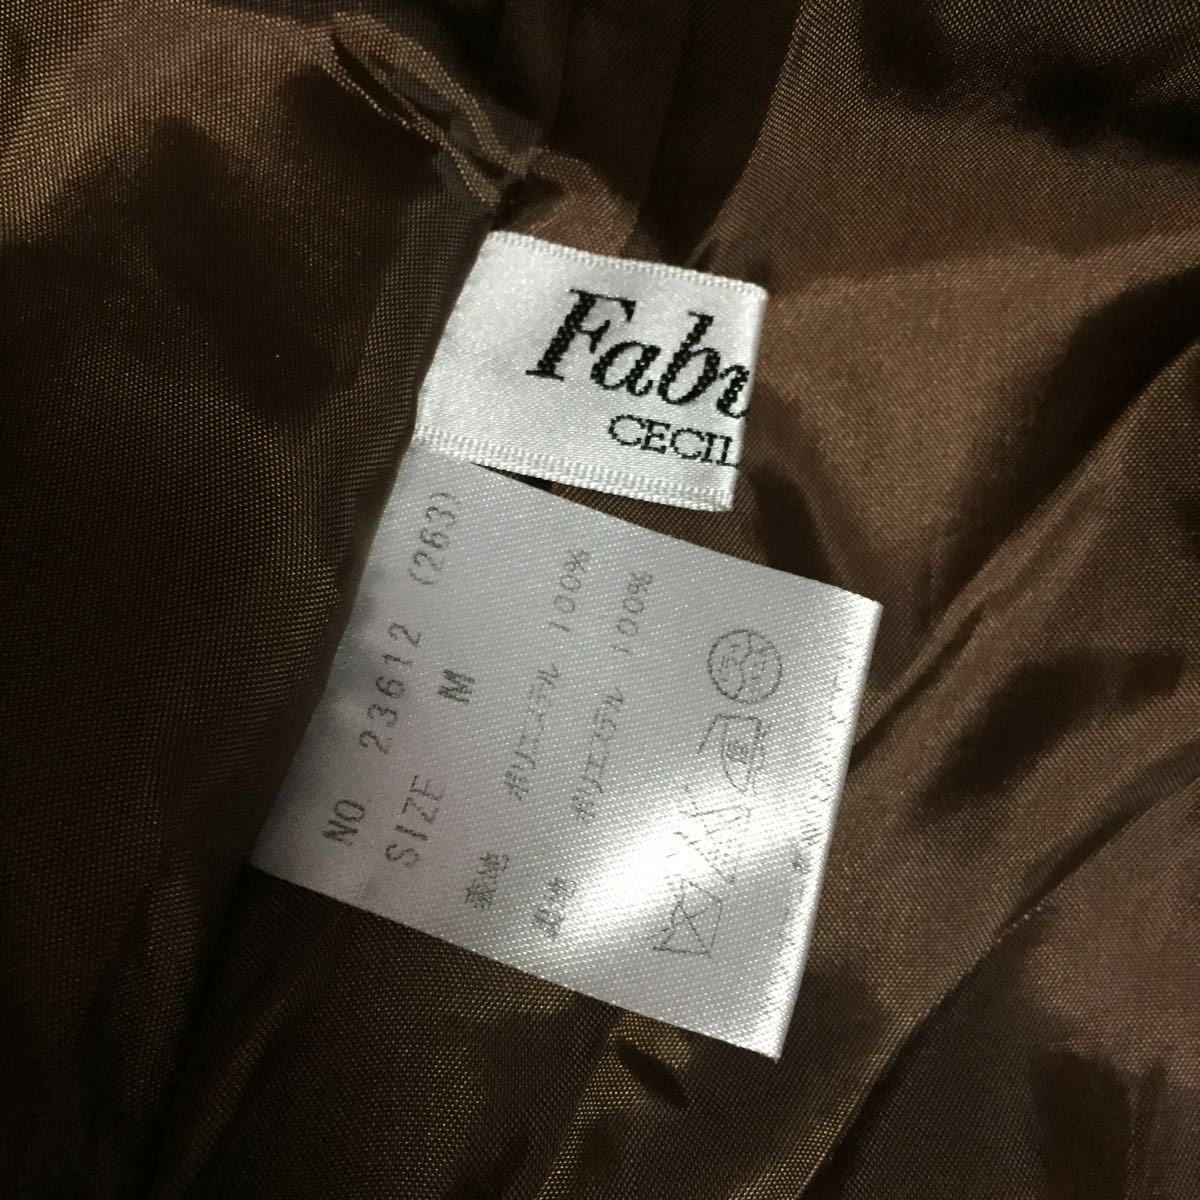 Fabu
CECIL
NO 23612 (263)
SIZE M
表地 ポリエステル 100%
裏地 ポリエステル 100%